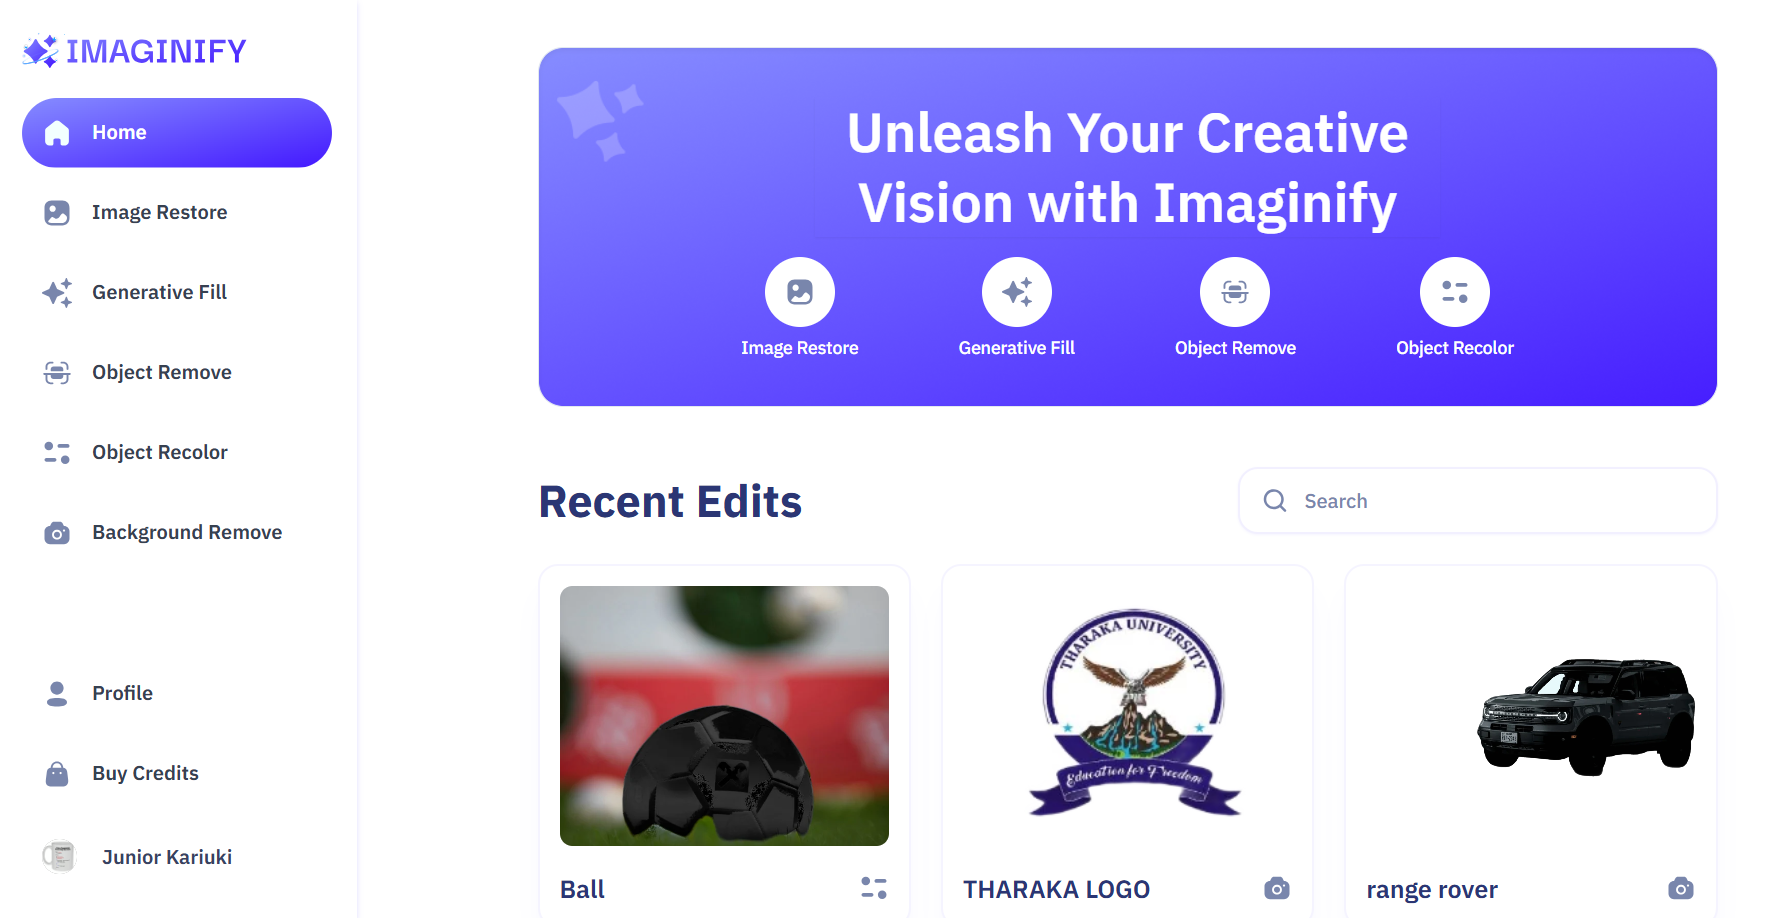 IMAGINIFY
Home
Image Restore
Generative Fill
Object Remove
Object Recolor
Background Remove
Profile
Buy Credits
Junior Kariuki
Unleash Your Creative
Vision with Imaginify
Image Restore
Generative Fill
Object Remove
Object Recolor
Recent Edits
Search
THARAKA UNIVERSITY
Education for Freedom
Ball
THARAKA LOGO
range rover